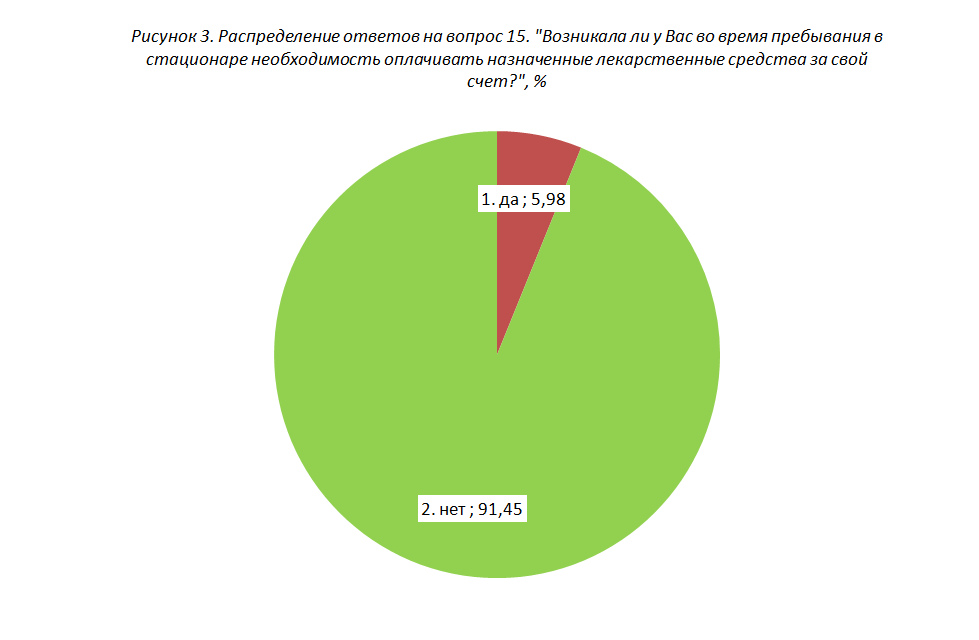 Рисунок 3. Распределение ответов на вопрос 15. "Возникала ли у Вас во время пребывания в
стационаре необходимость оплачивать назначенные лекарственные средства за свой
счет?", %
1. да ; 5,98
2. нет ; 91,45